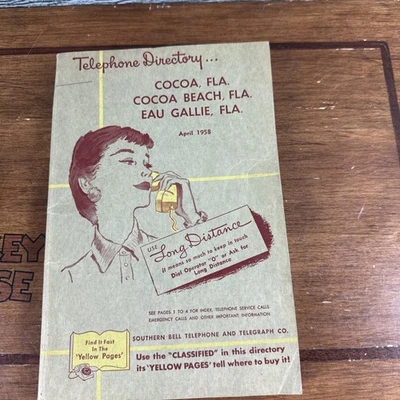 Telephone Directory...
COCOA, FLA.
COCOA BEACH, FLA.
EAU GALLIE, FLA.
April 1958
USE
Long Distance
it means so much to keep in touch
Dial Operator "O" or Ask for
Long Distance
SEE PAGES 1 TO 4 FOR INDEX, TELEPHONE SERVICE CALLS
EMERGENCY CALLS AND OTHER IMPORTANT INFORMATION
Find It Fast
In The
'Yellow Pages'
SOUTHERN BELL TELEPHONE AND TELEGRAPH CO.
Use the "CLASSIFIED" in this directory
its 'YELLOW PAGES' tell where to buy it!
LEY
SE